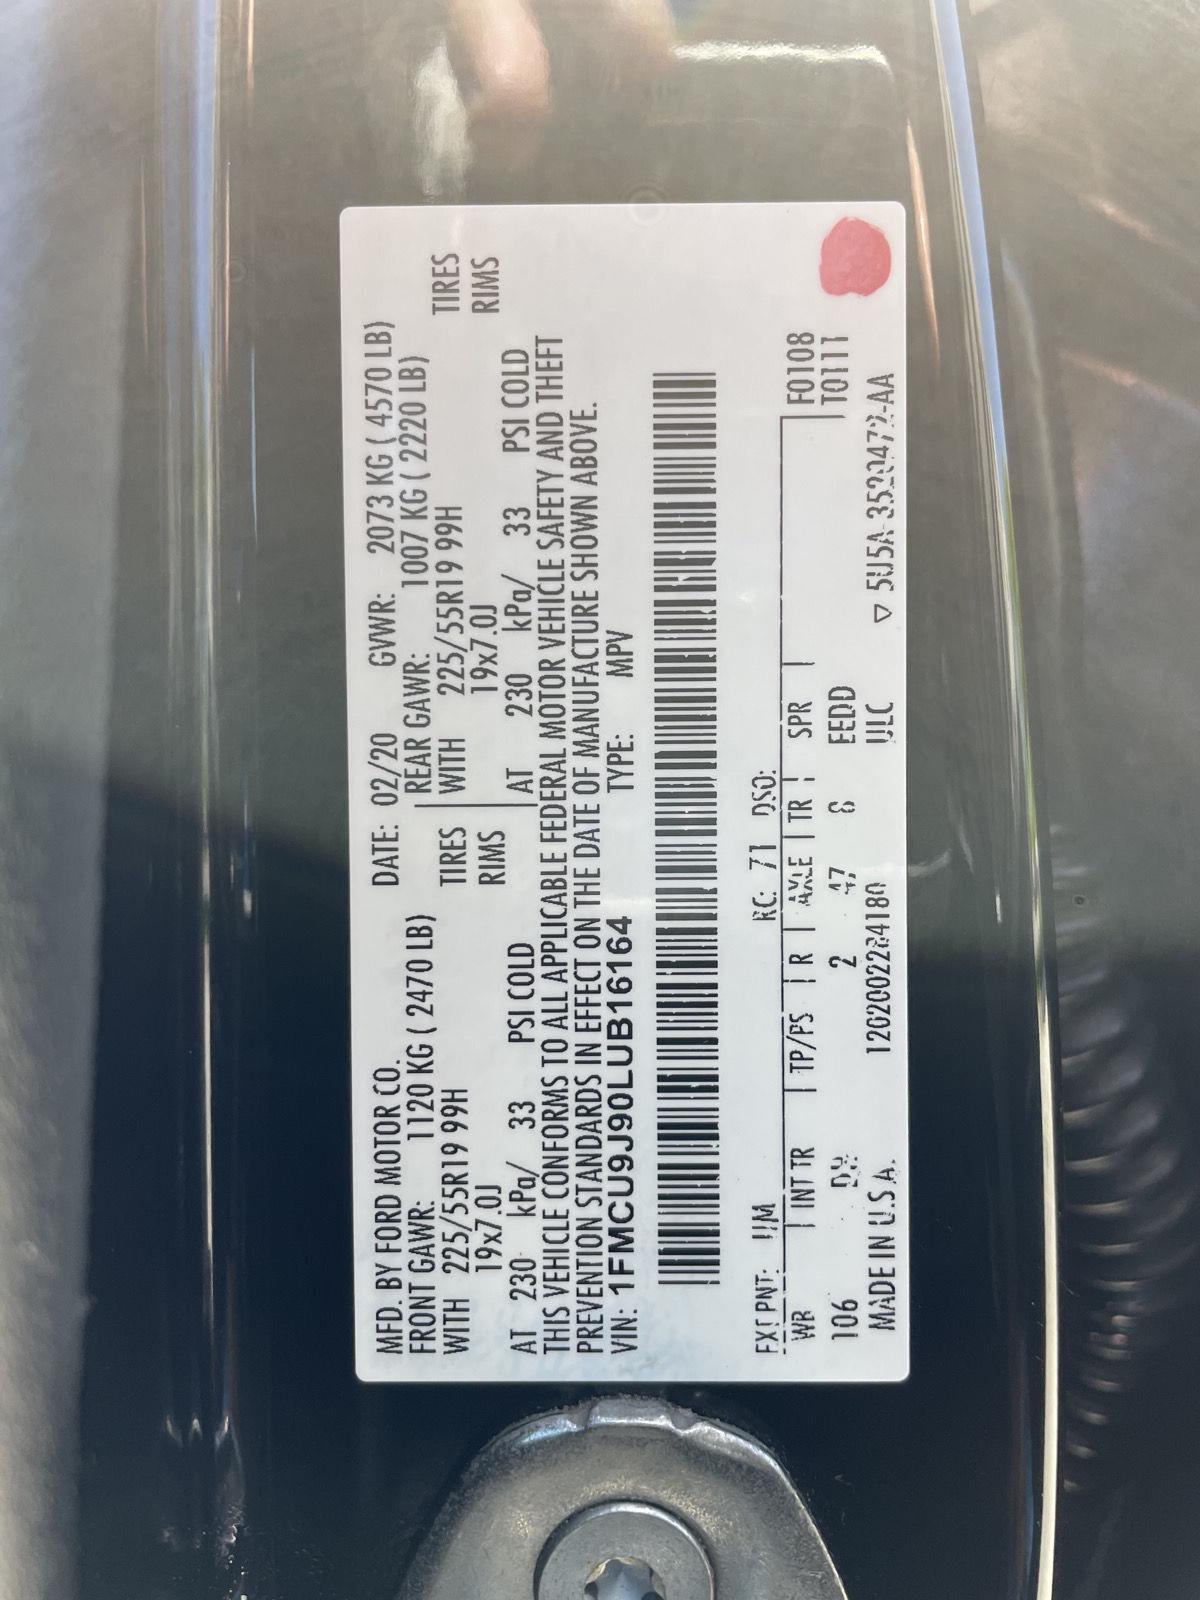 MFD. BY FORD MOTOR CO. DATE: 02/20 GVWR: 2073 KG ( 4570 LB)
FRONT GAWR: 1120 KG ( 2470 LB) REAR GAWR: 1007 KG ( 2220 LB)
WITH 225/55R19 99H TIRES WITH 225/55R19 99H TIRES
19x7.0J RIMS 19x7.0J RIMS
AT 230 kPa/ 33 PSI COLD AT 230 kPa/ 33 PSI COLD
THIS VEHICLE CONFORMS TO ALL APPLICABLE FEDERAL MOTOR VEHICLE SAFETY AND THEFT
PREVENTION STANDARDS IN EFFECT ON THE DATE OF MANUFACTURE SHOWN ABOVE.
VIN: 1FMCU9J90LUB16164 TYPE: MPV
EXT PNT: UM RC: 71 DSO:
WB INT TR TP/PS R AXLE TR SPR F0108
106 2 47 8 EEDD T0111
MADE IN U.S.A. ULC